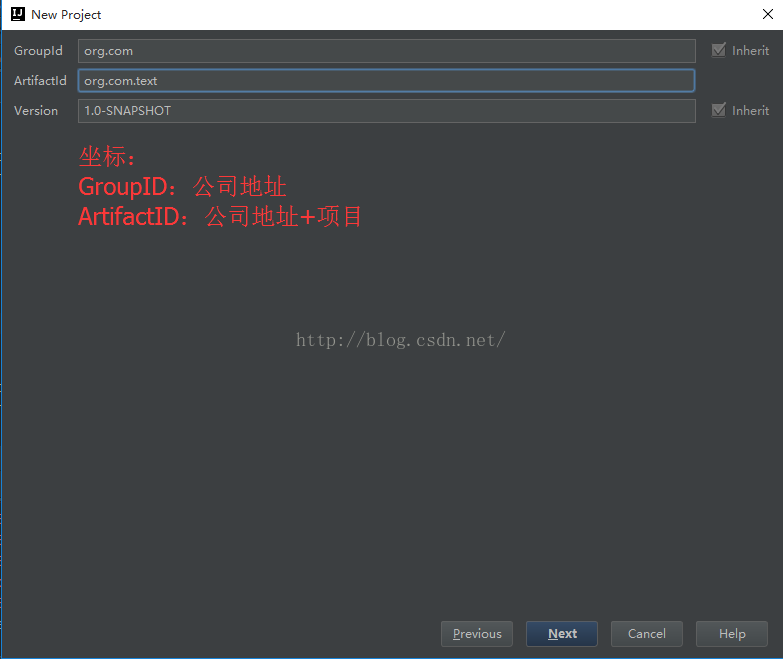 New Project
GroupId org.com Inherit
ArtifactId org.com.text
Version 1.0-SNAPSHOT Inherit
坐标：
GroupID：公司地址
ArtifactID：公司地址+项目
http://blog.csdn.net/
Previous Next Cancel Help